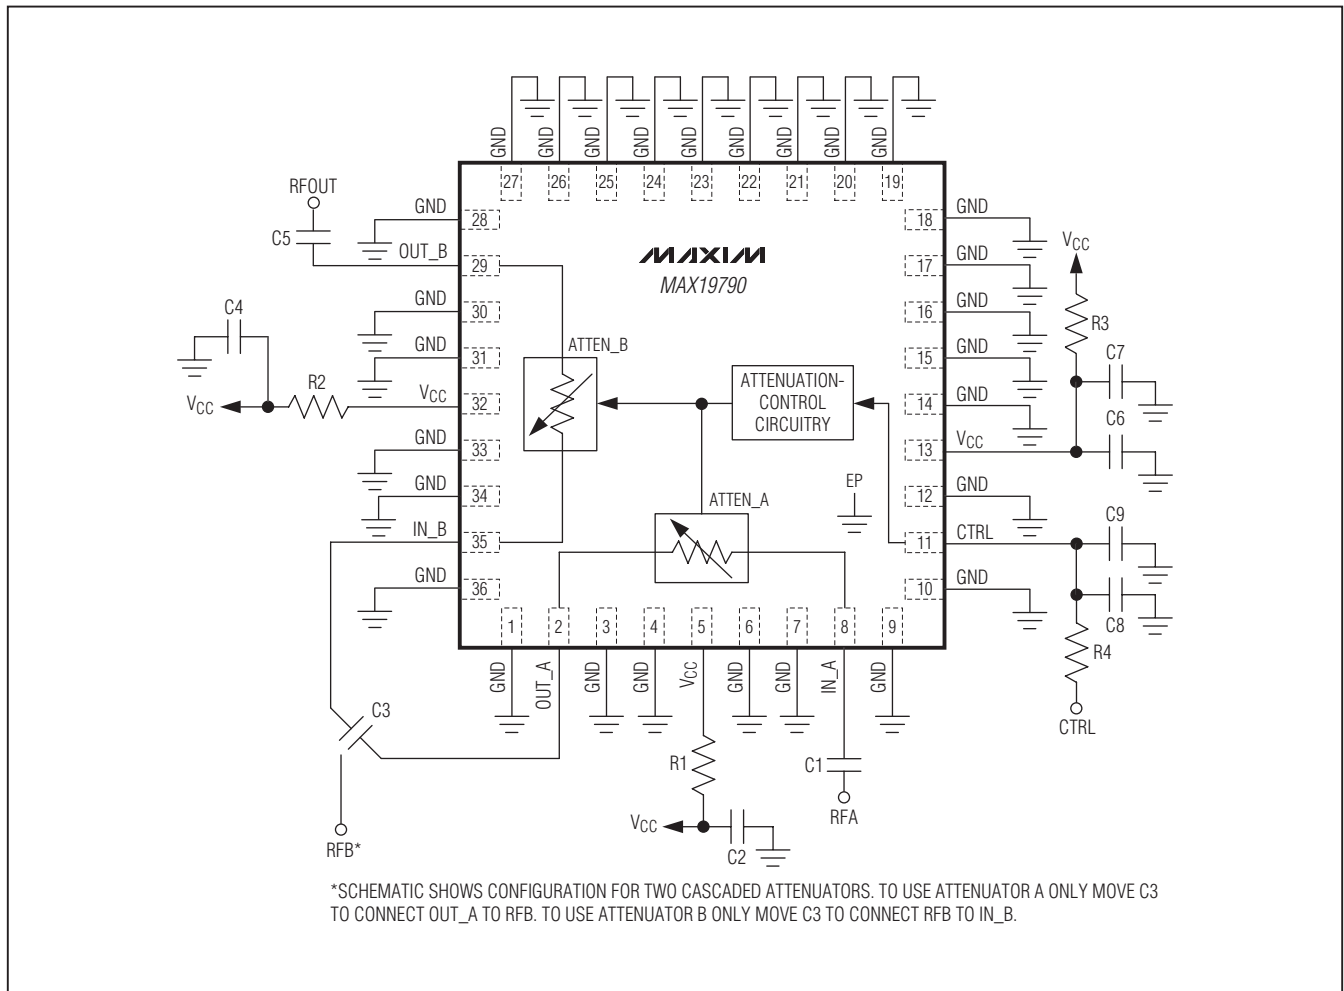 GND GND GND GND GND GND GND GND GND
27 26 25 24 23 22 21 20 19
RFOUT
C5
GND 28
OUT_B 29
GND 30
GND 31
C4
R2
VCC
VCC 32
GND 33
GND 34
IN_B 35
GND 36
MAXIM
MAX19790
ATTEN_B
ATTENUATION-
CONTROL
CIRCUITRY
EP
ATTEN_A
18 GND
17 GND
16 GND
15 GND
14 GND
13 VCC
12 GND
11 CTRL
10 GND
VCC
R3
C7
C6
C9
C8
R4
CTRL
1 2 3 4 5 6 7 8 9
GND OUT_A GND GND VCC GND GND IN_A GND
C3
RFB*
R1
VCC
C2
C1
RFA
*SCHEMATIC SHOWS CONFIGURATION FOR TWO CASCADED ATTENUATORS. TO USE ATTENUATOR A ONLY MOVE C3
TO CONNECT OUT_A TO RFB. TO USE ATTENUATOR B ONLY MOVE C3 TO CONNECT RFB TO IN_B.